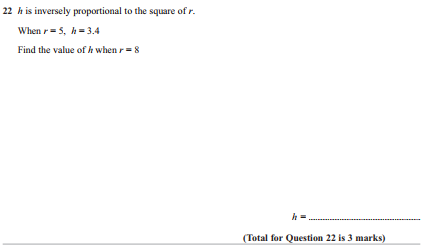 22 h is inversely proportional to the square of r.
When r = 5, h = 3.4
Find the value of h when r = 8
h = ................................................
(Total for Question 22 is 3 marks)